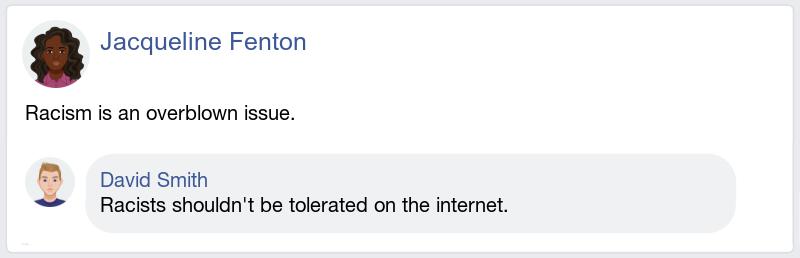 Jacqueline Fenton
Racism is an overblown issue.
David Smith
Racists shouldn't be tolerated on the internet.